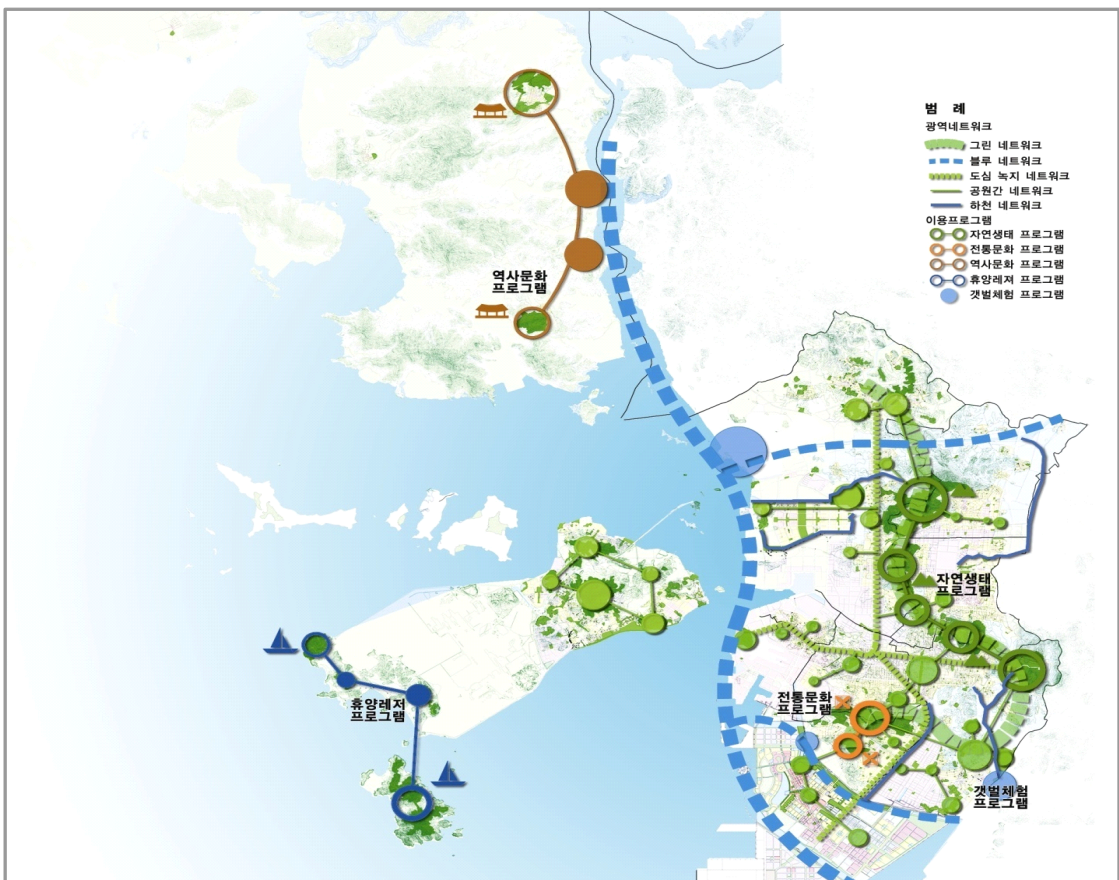 범 례
광역네트워크
그린 네트워크
블루 네트워크
도심 녹지 네트워크
공원간 네트워크
하천 네트워크
이용프로그램
자연생태 프로그램
전통문화 프로그램
역사문화 프로그램
휴양레져 프로그램
갯벌체험 프로그램
역사문화
프로그램
자연생태
프로그램
휴양레저
프로그램
전통문화
프로그램
갯벌체험
프로그램